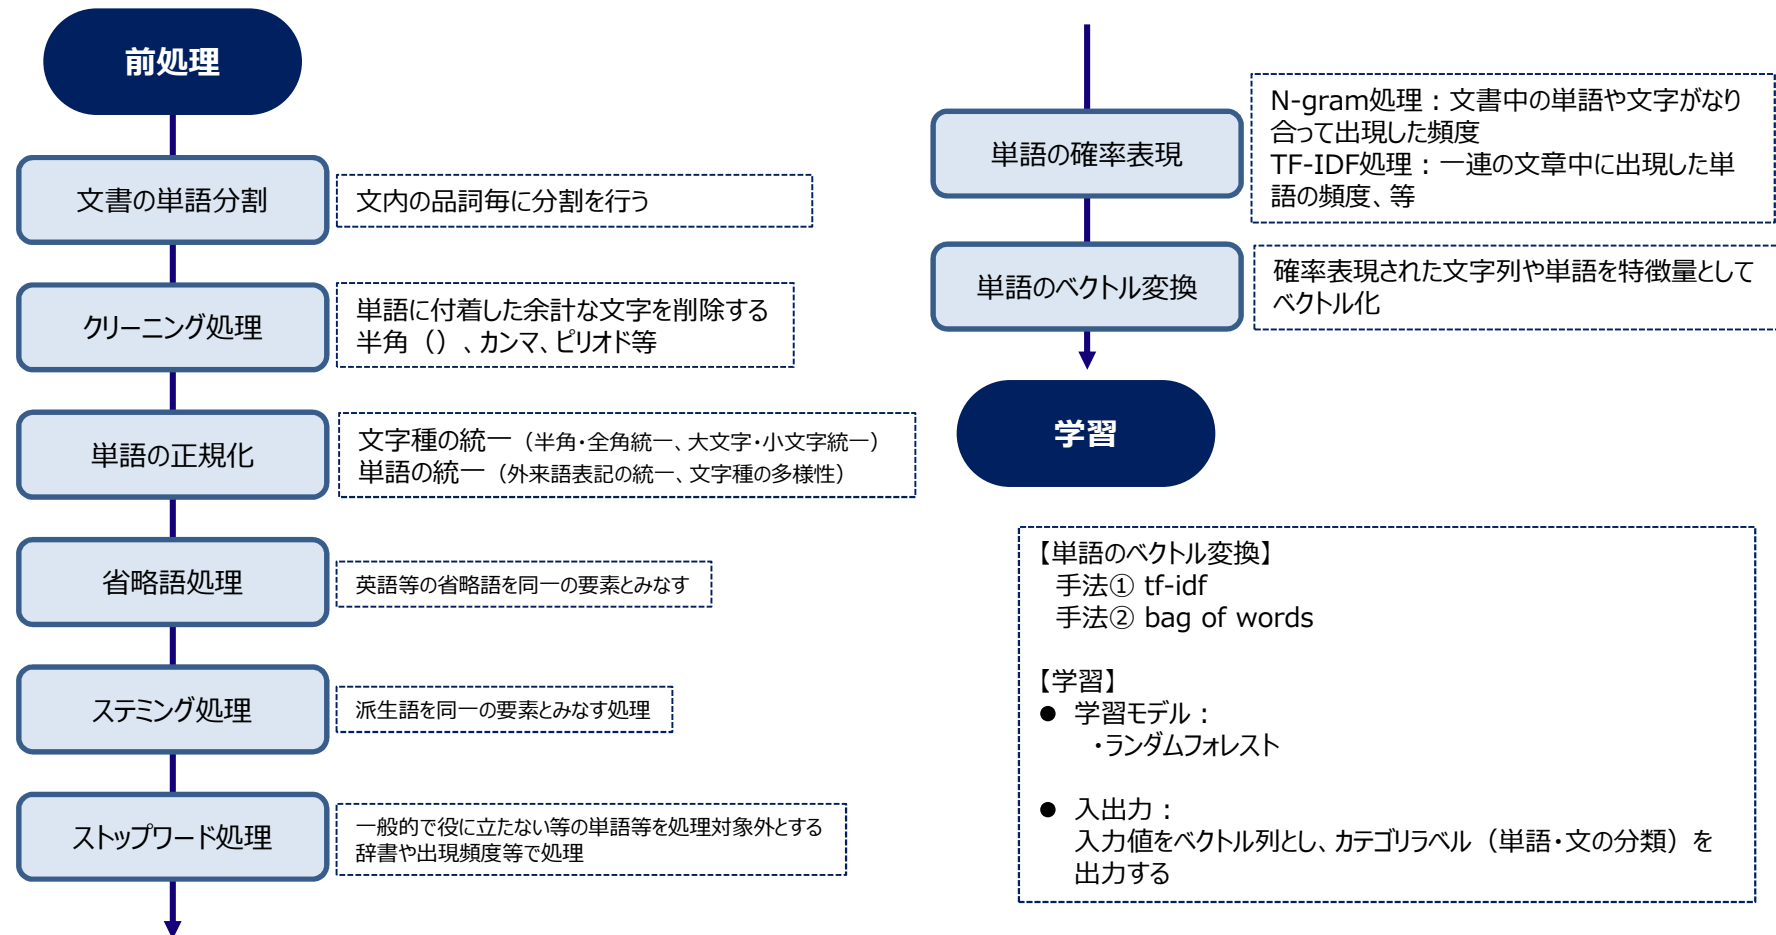 前処理
文書の単語分割
文内の品詞毎に分割を行う
クリーニング処理
単語に付着した余計な文字を削除する
半角（）、カンマ、ピリオド等
単語の正規化
文字種の統一（半角・全角統一、大文字・小文字統一）
単語の統一（外来語表記の統一、文字種の多様性）
省略語処理
英語等の省略語を同一の要素とみなす
ステミング処理
派生語を同一の要素とみなす処理
ストップワード処理
一般的で役に立たない等の単語等を処理対象外とする
辞書や出現頻度等で処理
単語の確率表現
N-gram処理：文書中の単語や文字がなり
合って出現した頻度
TF-IDF処理：一連の文章中に出現した単
語の頻度、等
単語のベクトル変換
確率表現された文字列や単語を特徴量として
ベクトル化
学習
【単語のベクトル変換】
手法① tf-idf
手法② bag of words
【学習】
● 学習モデル：
・ランダムフォレスト
● 入出力：
入力値をベクトル列とし、カテゴリラベル（単語・文の分類）を
出力する